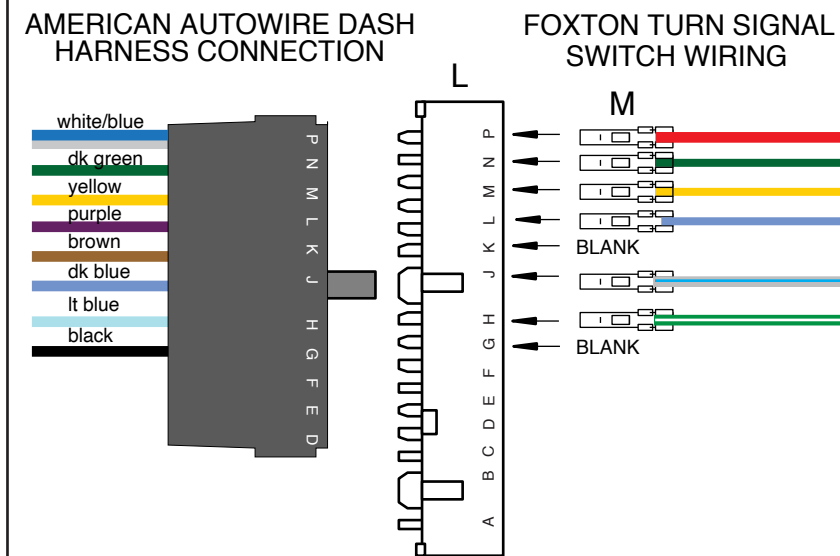 AMERICAN AUTOWIRE DASH
HARNESS CONNECTION
FOXTON TURN SIGNAL
SWITCH WIRING
L
M
white/blue
dk green
yellow
purple
brown
dk blue
lt blue
black
P
N
M
L
K
J
H
G
F
E
D
P
N
M
L
K
J
H
G
F
E
D
C
B
A
BLANK
BLANK